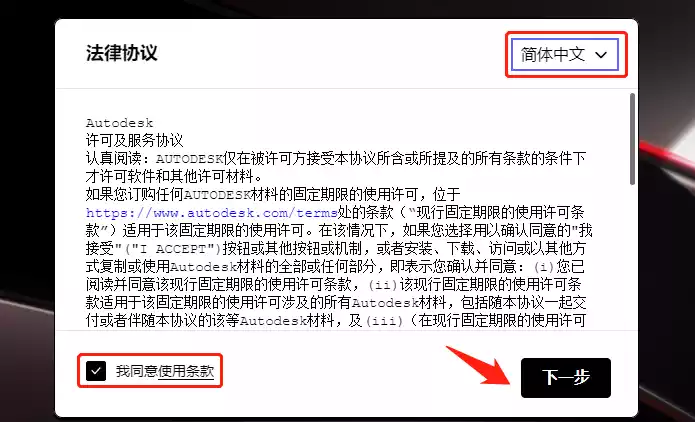 法律协议
简体中文
Autodesk
许可及服务协议
认真阅读: AUTODESK仅在被许可方接受本协议所含或所提及的所有条款的条件下
才许可软件和其他许可材料。
如果您订购任何AUTODESK材料的固定期限的使用许可，位于
https://www.autodesk.com/terms处的条款（“现行固定期限的使用许可条
款”）适用于该固定期限的使用许可。在该情况下，如果您选择用以确认同意的"我
接受"("I ACCEPT")按钮或其他按钮或机制，或者安装、下载、访问或以其他方
式复制或使用Autodesk材料的全部或任何部分，即表示您确认并同意：(i)您已
阅读并同意该现行固定期限的使用许可条款，(ii)该现行固定期限的使用许可条
款适用于该固定期限的使用许可涉及的所有Autodesk材料，包括随本协议一起交
付或者伴随本协议的该等Autodesk材料，及(iii)（在现行固定期限的使用许可
我同意使用条款
下一步